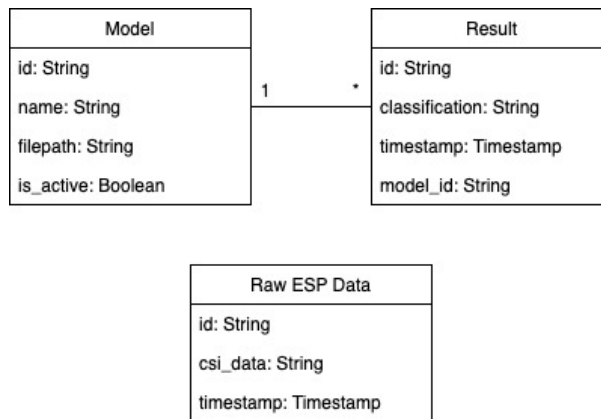 Model
id: String
name: String
filepath: String
is_active: Boolean
1
*
Result
id: String
classification: String
timestamp: Timestamp
model_id: String
Raw ESP Data
id: String
csi_data: String
timestamp: Timestamp